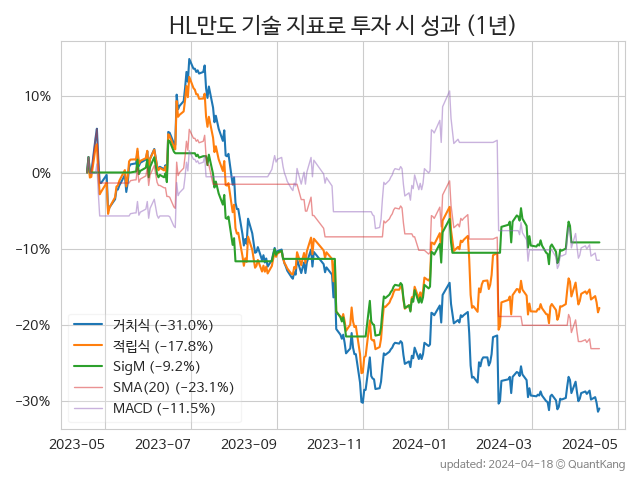 HL만도 기술 지표로 투자 시 성과 (1년)
10%
0%
−10%
−20%
−30%
거치식 (−31.0%)
적립식 (−17.8%)
SigM (−9.2%)
SMA(20) (−23.1%)
MACD (−11.5%)
2023-05 2023-07 2023-09 2023-11 2024-01 2024-03 2024-05
updated: 2024-04-18 © QuantKang